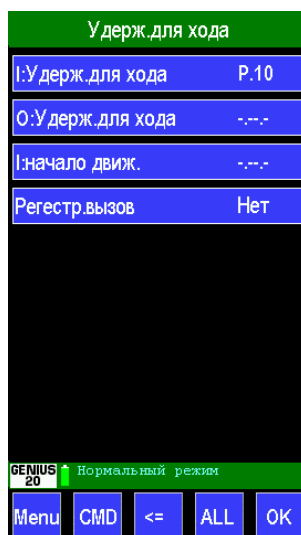 Удерж.для хода
I:Удерж.для хода P.10
O:Удерж.для хода -.--.-
I:начало движ. -.--.-
Регестр.вызов Нет
GENIUS 20 Нормальный режим
Menu CMD <= ALL OK